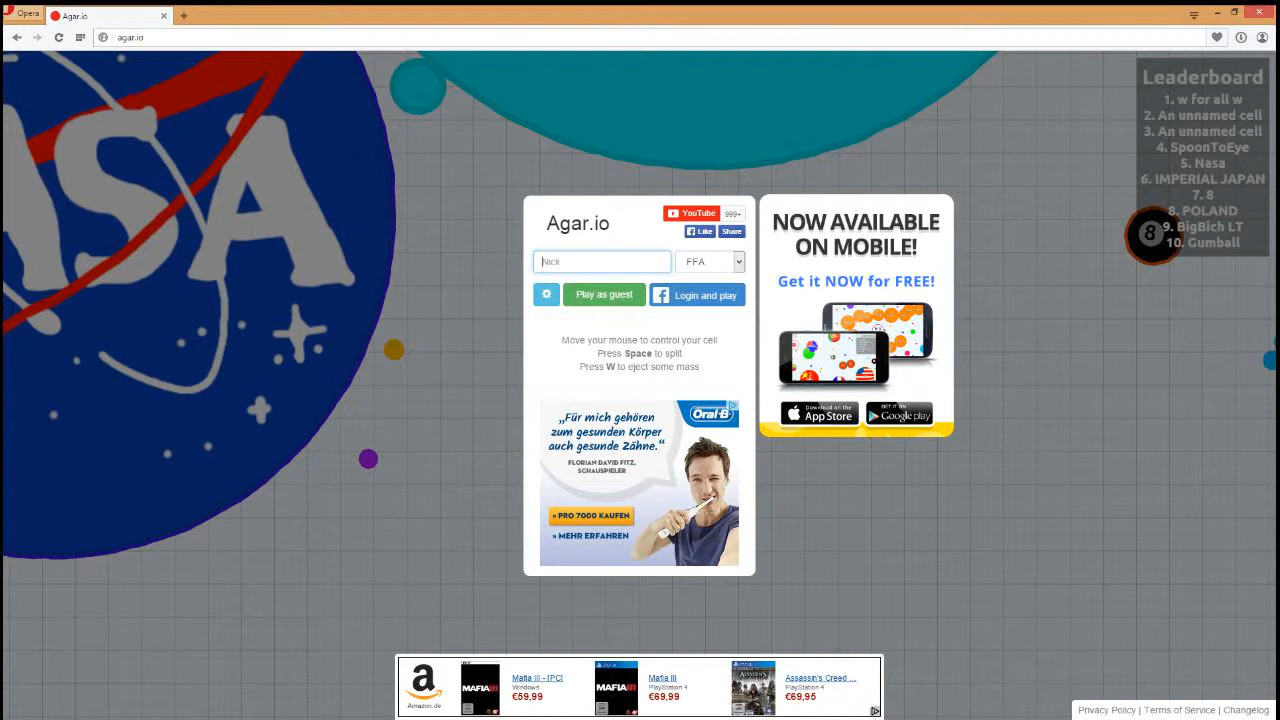 Opera
Agar.io
agar.io
ASA
Leaderboard
1. w for all w
2. An unnamed cell
3. An unnamed cell
4. SpoonToEye
5. Nasa
6. IMPERIAL JAPAN
7. 8
8. POLAND
9. BigBich LT
10. Gumball
8
Agar.io
YouTube 999+
Like Share
Nick
FFA
Play as guest
Login and play
Move your mouse to control your cell
Press Space to split
Press W to eject some mass
„Für mich gehören
zum gesunden Körper
auch gesunde Zähne.“
FLORIAN DAVID FITZ,
SCHAUSPIELER
Oral-B
» PRO 7000 KAUFEN
» MEHR ERFAHREN
NOW AVAILABLE
ON MOBILE!
Get it NOW for FREE!
Download on the
App Store
GET IT ON
Google play
a
Amazon.de
MAFIA III
Mafia III - [PC]
Windows
€59,99
MAFIA III
Mafia III
PlayStation 4
€69,99
Assassin's Creed ...
PlayStation 4
€69,95
Privacy Policy | Terms of Service | Changelog